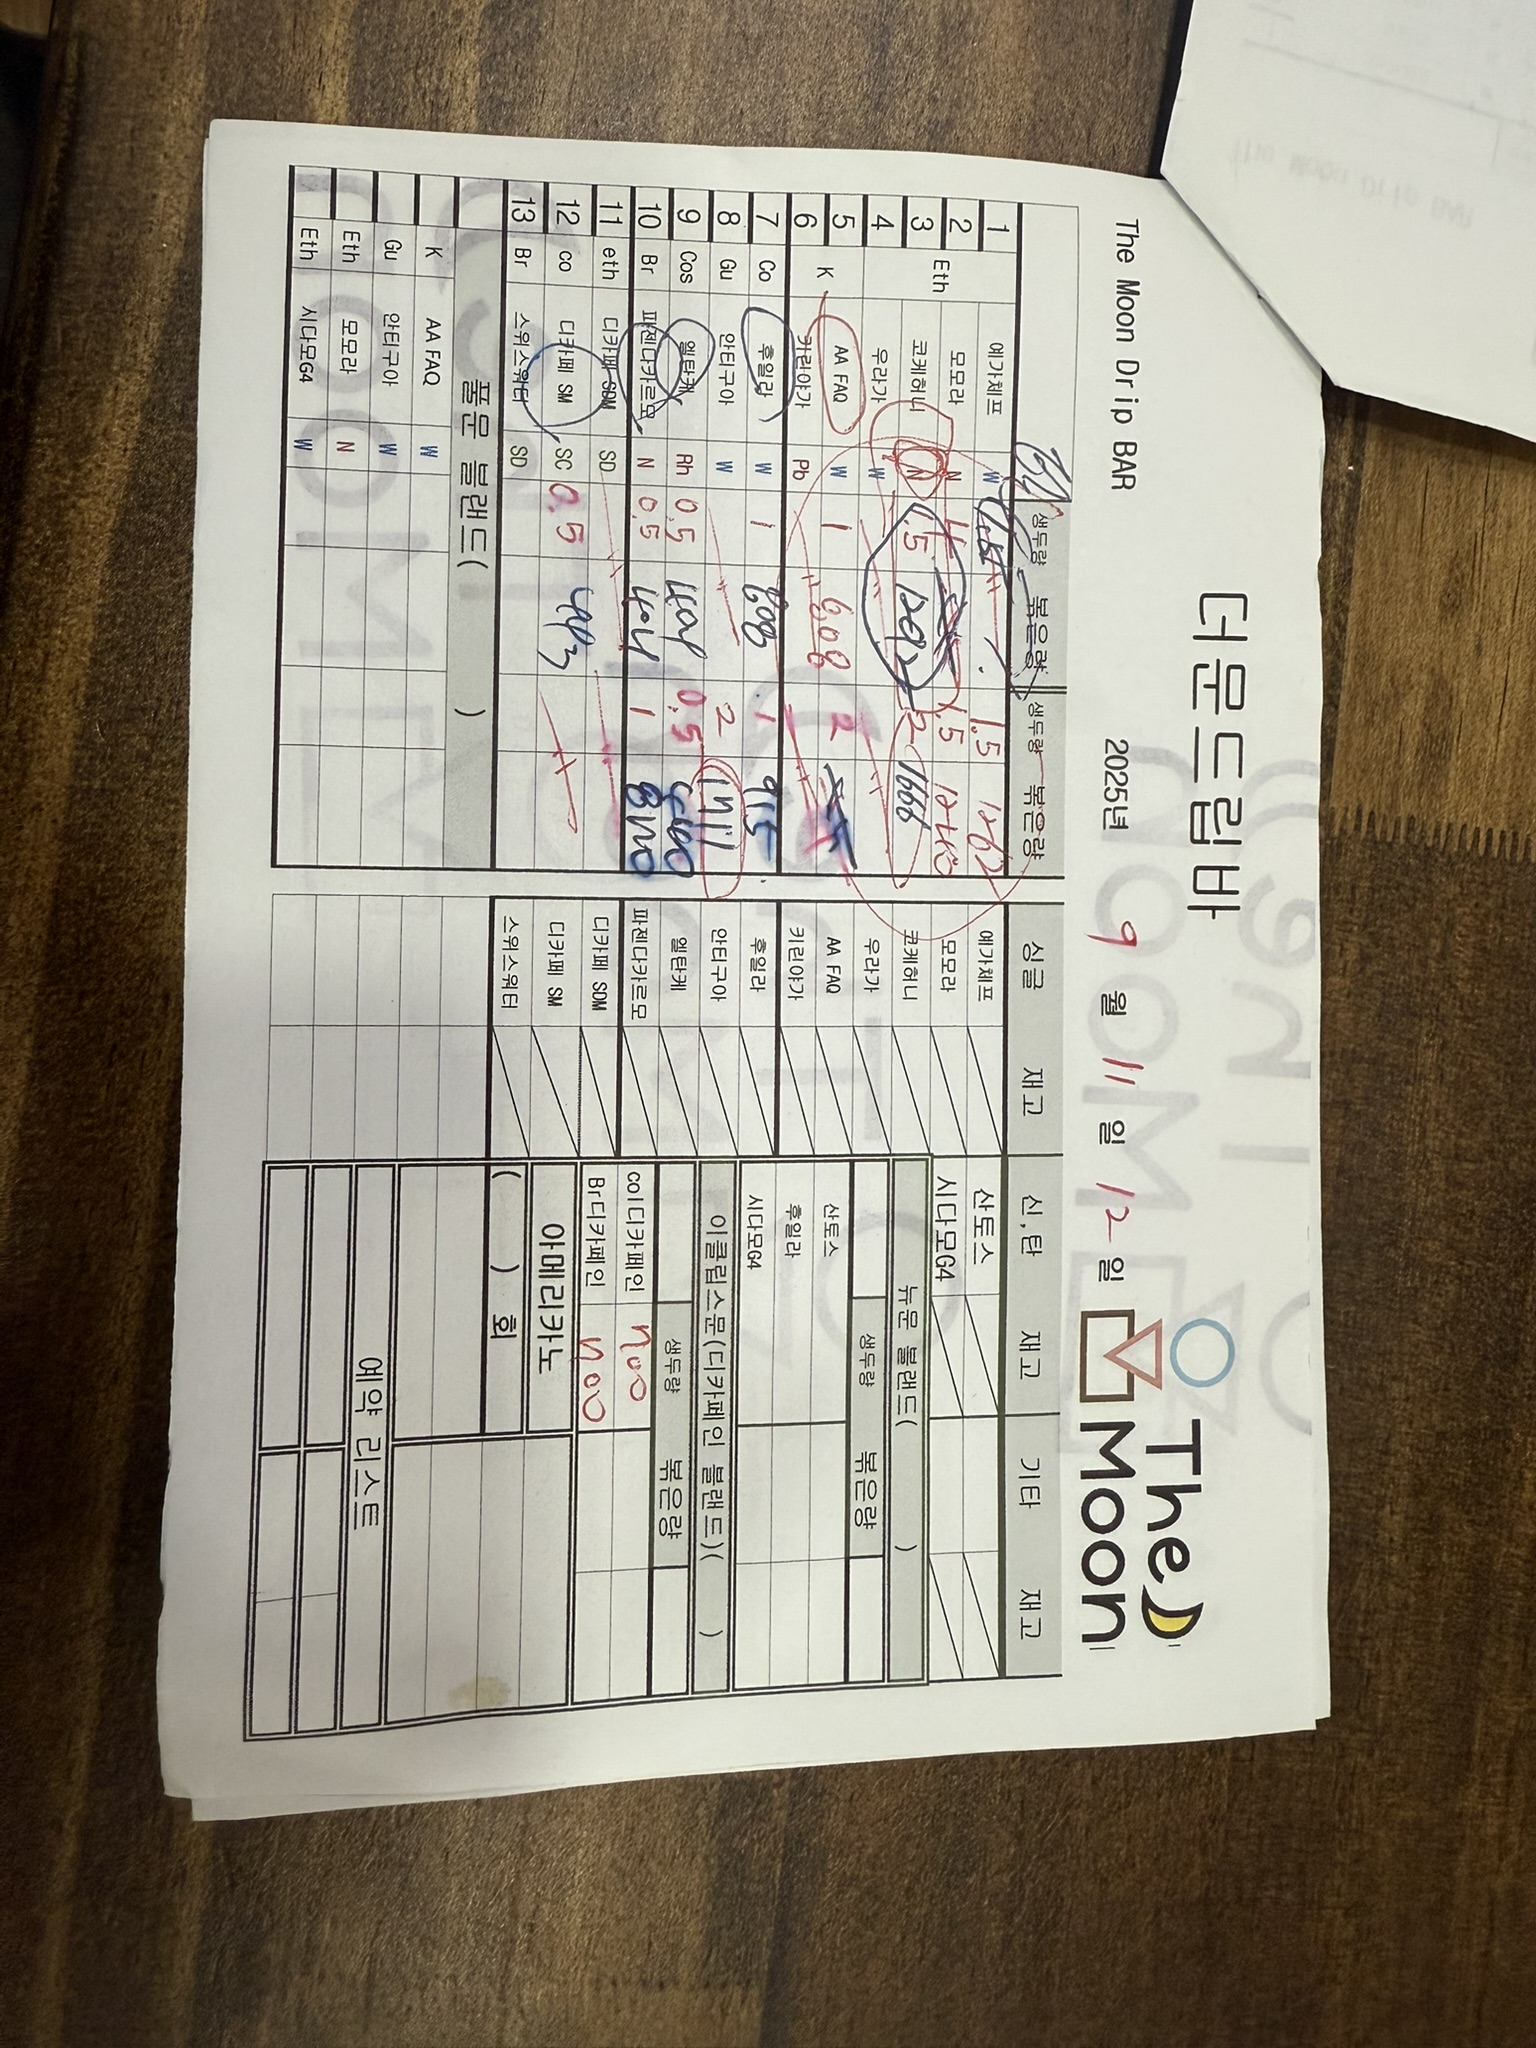 더문드립바
The Moon Drip BAR
2025년 9 월 11 일 12 일
The Moon
생두량 볶은량 생두량 볶은량
1 Eth 예가체프 W 1.5 1.5 1262
2 모모라 N 1.5 1240
3 코케허니 N 1.5 1292 2 1666
4 우라가 W
5 K AA FAQ W 1 808 2
6 키린야가 Pb
7 Co 후일라 W 1 808 1 915
8 Gu 안티구아 W 2 1711
9 Cos 엘탄케 Rh 0.5 404 0.5 440
10 Br 파젠다카르모 N 0.5 404 1 870
11 eth 디카페 SDM SD
12 co 디카페 SM SC 0.5 443
13 Br 스위스워터 SD
풀문 블랜드( )
K AA FAQ W
Gu 안티구아 W
Eth 모모라 N
Eth 시다모G4 W
싱글 재고
예가체프
모모라
코케허니
우라가
AA FAQ
키린야가
후일라
안티구아
엘탄케
파젠다카르모
디카페 SDM
디카페 SM
스위스워터
신,탄 재고 기타 재고
산토스
시다모G4
뉴문 블랜드( )
생두량 볶은량
산토스
후일라
시다모G4
이클립스문(디카페인 블랜드)( )
생두량 볶은량
col디카페인 700
Br디카페인 700
아메리카노
( ) 회
예약 리스트